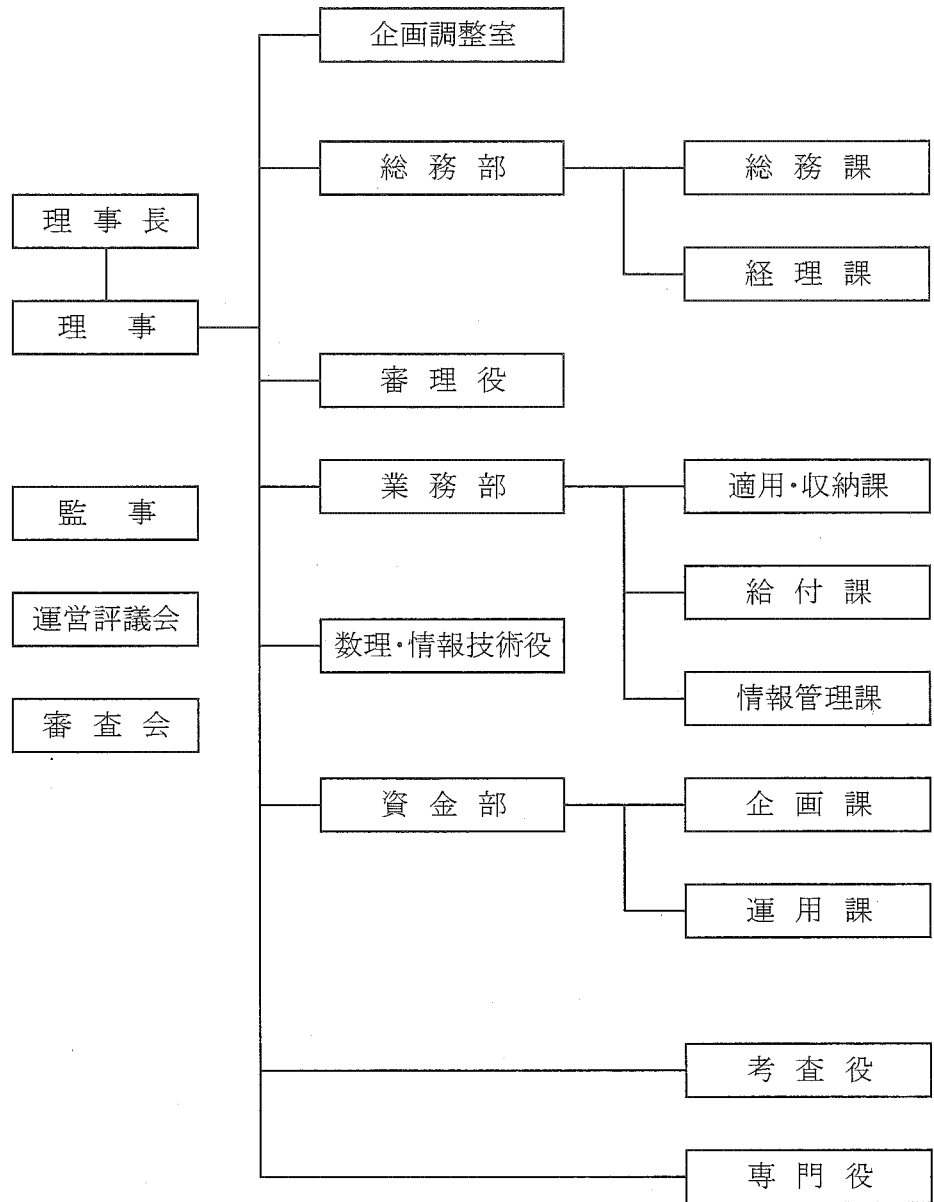 企画調整室
総務部
総務課
理事長
経理課
理事
審理役
業務部
適用・収納課
監事
給付課
運営評議会
数理・情報技術役
情報管理課
審査会
資金部
企画課
運用課
考査役
専門役